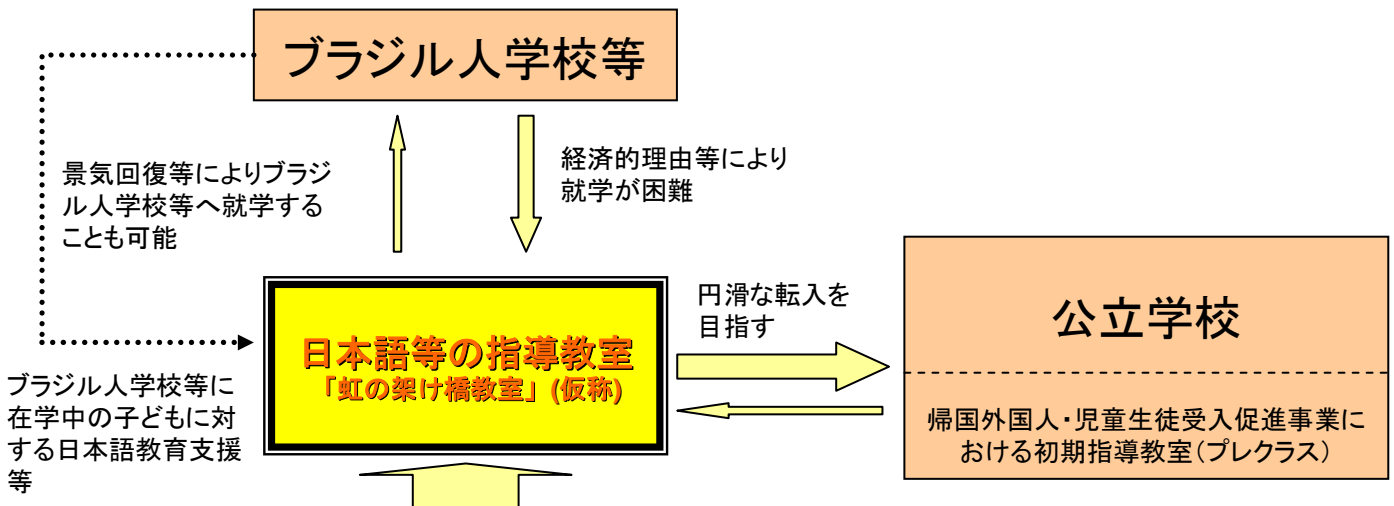 ブラジル人学校等
景気回復等によりブラジ
ル人学校等へ就学する
ことも可能
経済的理由等により
就学が困難
日本語等の指導教室
「虹の架け橋教室」(仮称)
円滑な転入を
目指す
公立学校
帰国外国人・児童生徒受入促進事業に
おける初期指導教室(プレクラス)
ブラジル人学校等に
在学中の子どもに対
する日本語教育支援
等